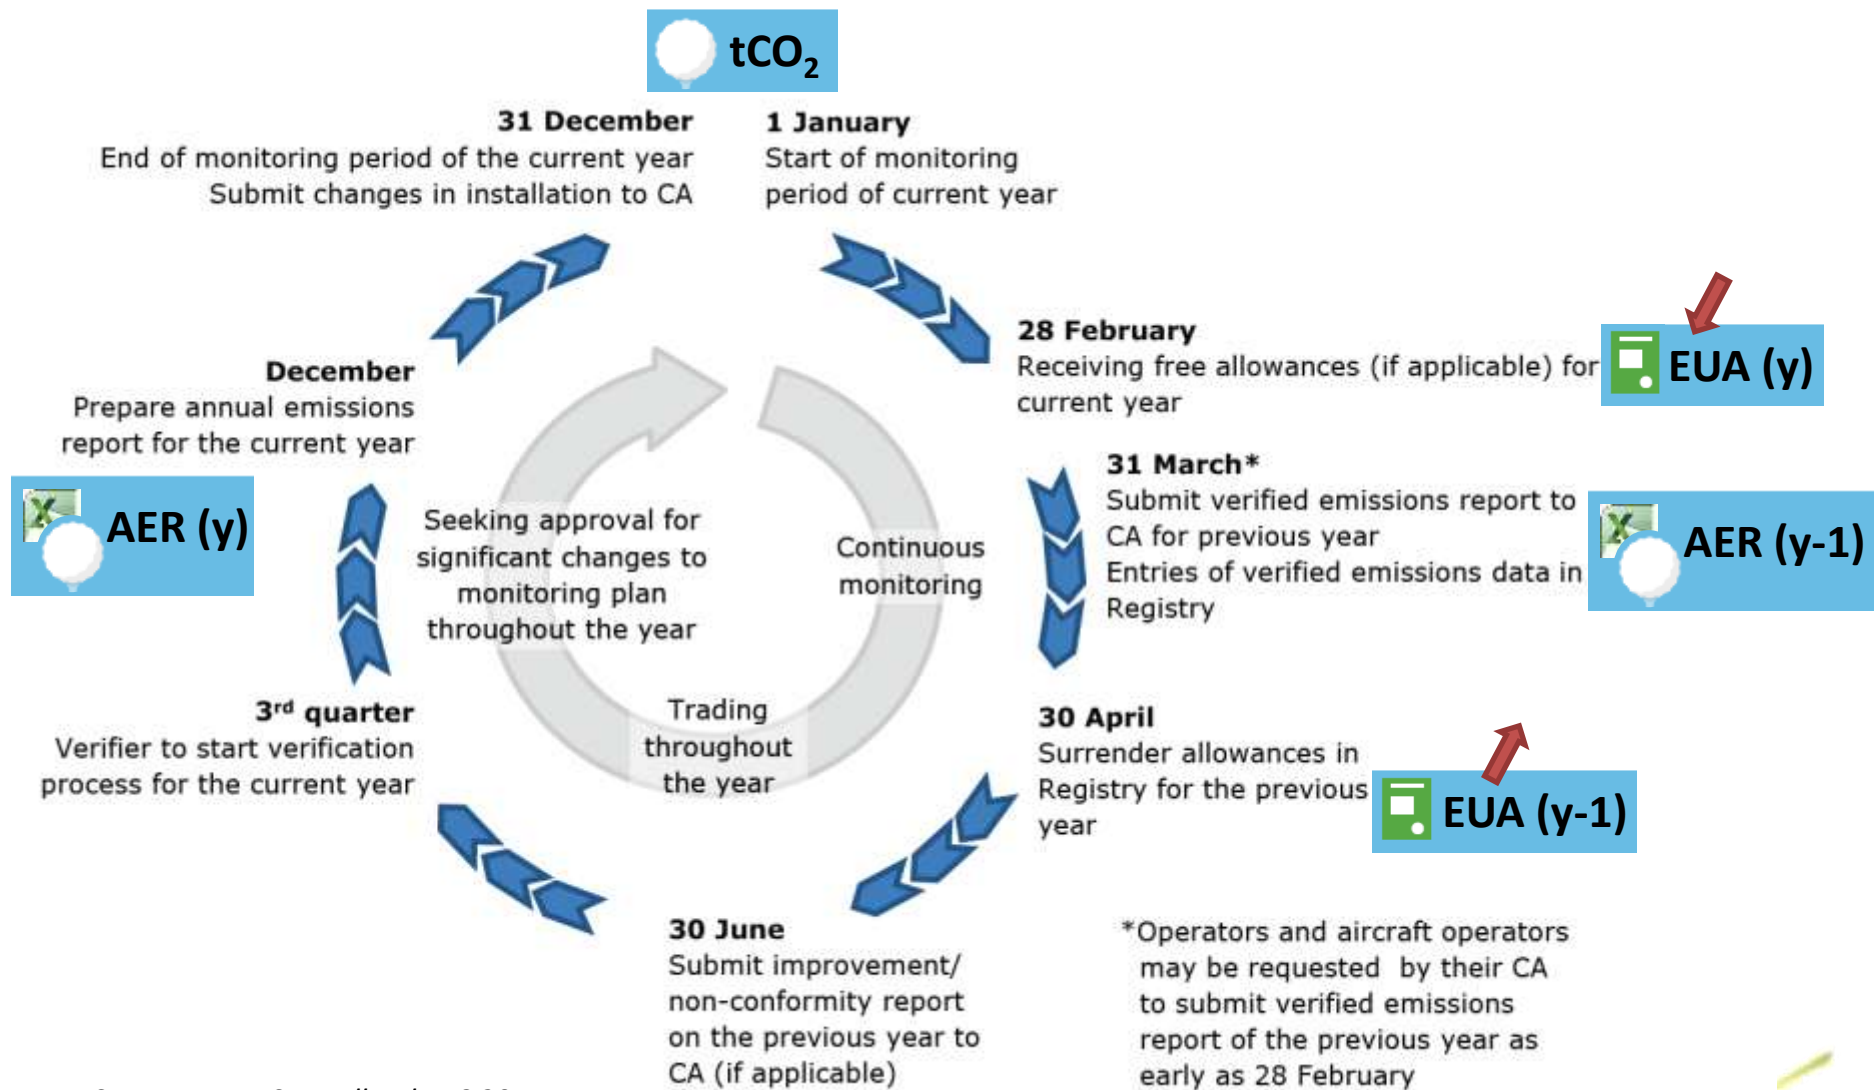 tCO2
31 December
End of monitoring period of the current year
Submit changes in installation to CA
1 January
Start of monitoring
period of current year
28 February
Receiving free allowances (if applicable) for
current year
EUA (y)
31 March*
Submit verified emissions report to
CA for previous year
Entries of verified emissions data in
Registry
AER (y-1)
30 April
Surrender allowances in
Registry for the previous
year
EUA (y-1)
30 June
Submit improvement/
non-conformity report
on the previous year to
CA (if applicable)
3rd quarter
Verifier to start verification
process for the current year
December
Prepare annual emissions
report for the current year
AER (y)
Seeking approval for
significant changes to
monitoring plan
throughout the year
Continuous
monitoring
Trading
throughout
the year
*Operators and aircraft operators
may be requested by their CA
to submit verified emissions
report of the previous year as
early as 28 February